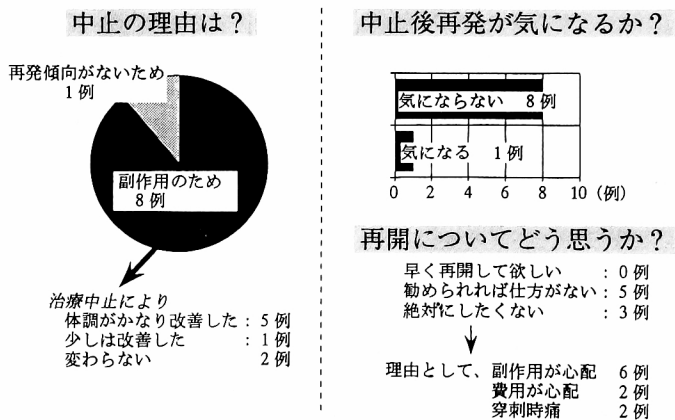 中止の理由は？
再発傾向がないため
1 例
副作用のため
8 例
治療中止により
体調がかなり改善した：5 例
少しは改善した：1 例
変わらない 2 例
中止後再発が気になるか？
気にならない 8 例
気になる 1 例
0 2 4 6 8 10 (例)
再開についてどう思うか？
早く再開して欲しい：0 例
勧められれば仕方がない：5 例
絶対にしたくない：3 例
理由として、副作用が心配 6 例
費用が心配 2 例
穿刺時痛 2 例